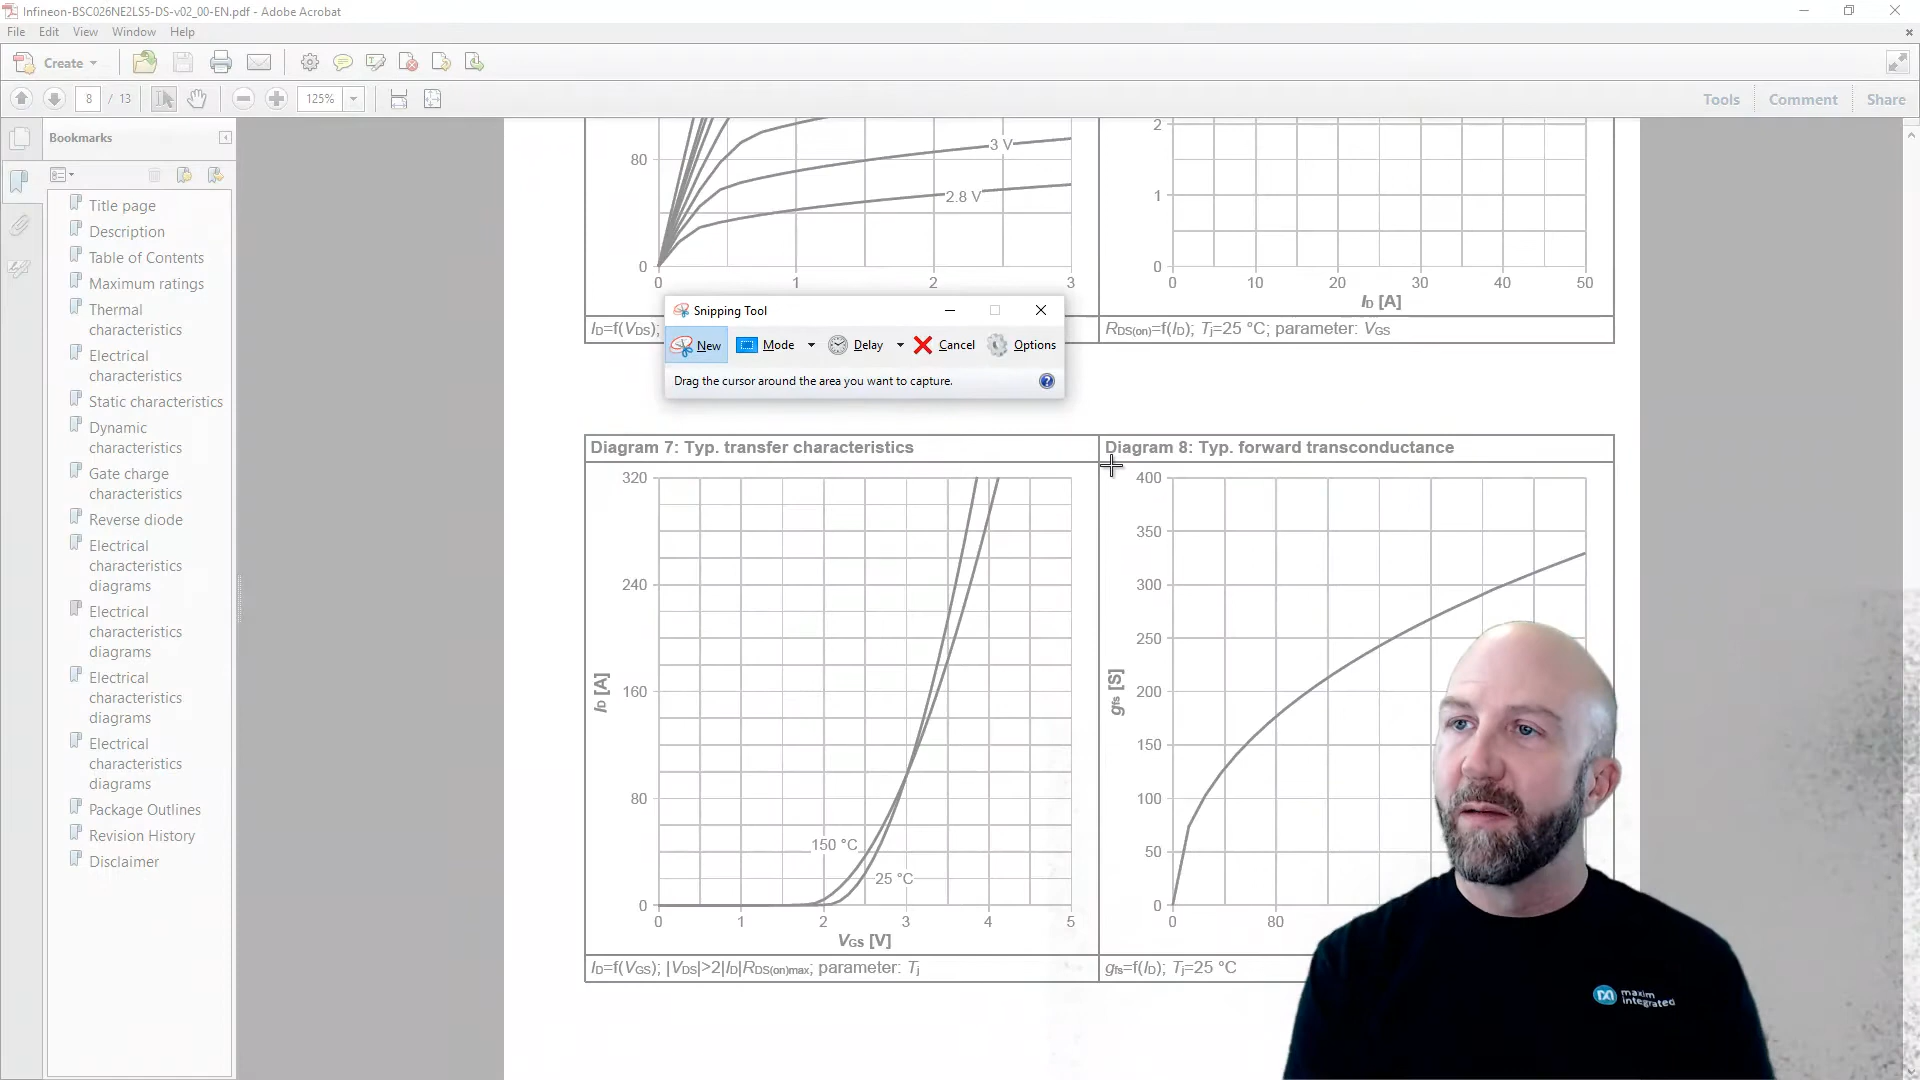 Infineon-BSC026NE2LS5-DS-v02_00-EN.pdf - Adobe Acrobat
File Edit View Window Help
Create
8 / 13
125%
Tools Comment Share
Bookmarks
Title page
Description
Table of Contents
Maximum ratings
Thermal
characteristics
Electrical
characteristics
Static characteristics
Dynamic
characteristics
Gate charge
characteristics
Reverse diode
Electrical
characteristics
diagrams
Electrical
characteristics
diagrams
Electrical
characteristics
diagrams
Electrical
characteristics
diagrams
Package Outlines
Revision History
Disclaimer
80
0
0 1 2 3
3 V
2.8 V
ID=f(VDS);
2
1
0
0 10 20 30 40 50
ID [A]
RDS(on)=f(ID); Tj=25 °C; parameter: VGS
Snipping Tool
New Mode Delay Cancel Options
Drag the cursor around the area you want to capture.
Diagram 7: Typ. transfer characteristics
320
240
160
80
0
ID [A]
150 °C
25 °C
0 1 2 3 4 5
VGS [V]
ID=f(VGS); |VDS|>2|ID|RDS(on)max; parameter: Tj
Diagram 8: Typ. forward transconductance
400
350
300
250
200
150
100
50
0
gfs [S]
0 80
gfs=f(ID); Tj=25 °C
maxim
integrated